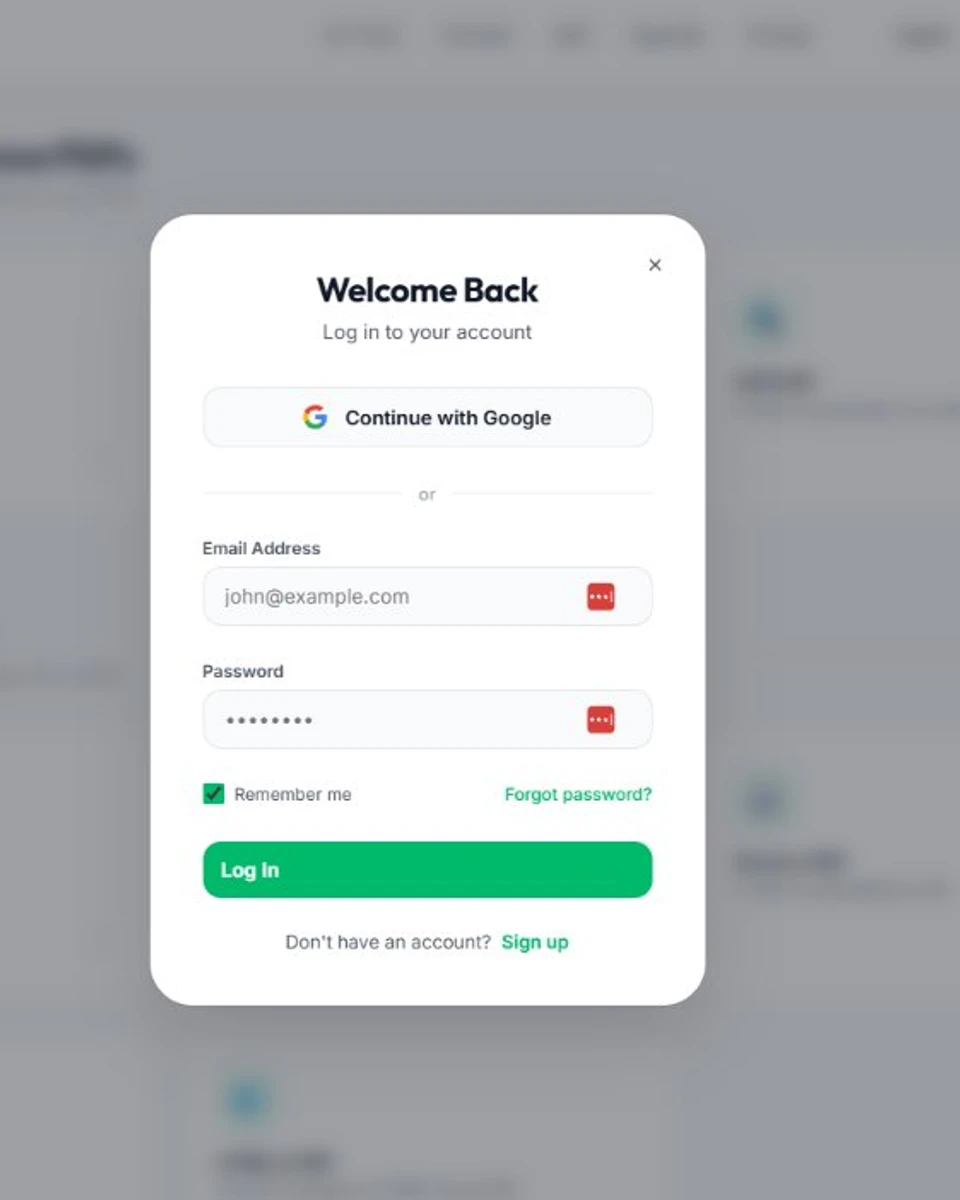 ×
Welcome Back
Log in to your account
Continue with Google
or
Email Address
john@example.com
Password
••••••••
Remember me
Forgot password?
Log In
Don't have an account? Sign up